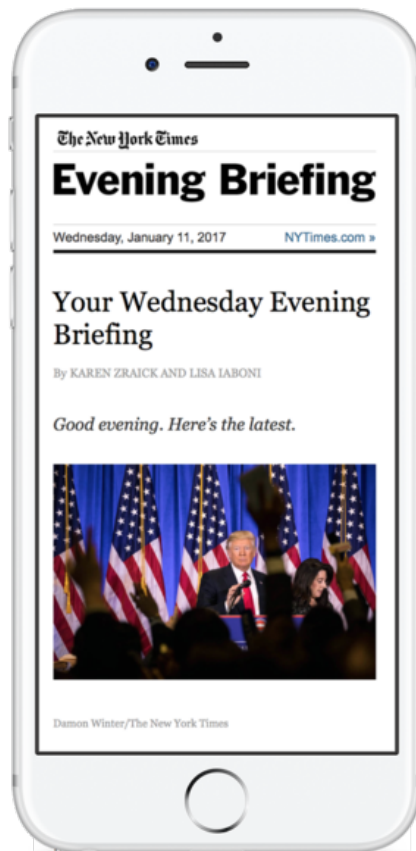 The New York Times
Evening Briefing
Wednesday, January 11, 2017 NYTimes.com »
Your Wednesday Evening
Briefing
By KAREN ZRAICK AND LISA IABONI
Good evening. Here's the latest.
Damon Winter/The New York Times